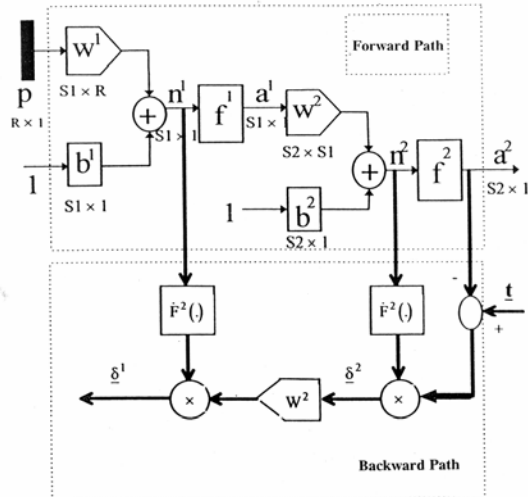 W¹
Forward Path
p
R × 1
S1 × R
+
n¹
S1 × 1
f¹
a¹
S1 ×
W²
S2 × S1
1
b¹
S1 × 1
+
n²
f²
a²
S2 × 1
1
b²
S2 × 1
Ḟ²(.)
Ḟ²(.)
-
t
+
δ¹
×
W²
δ²
×
Backward Path